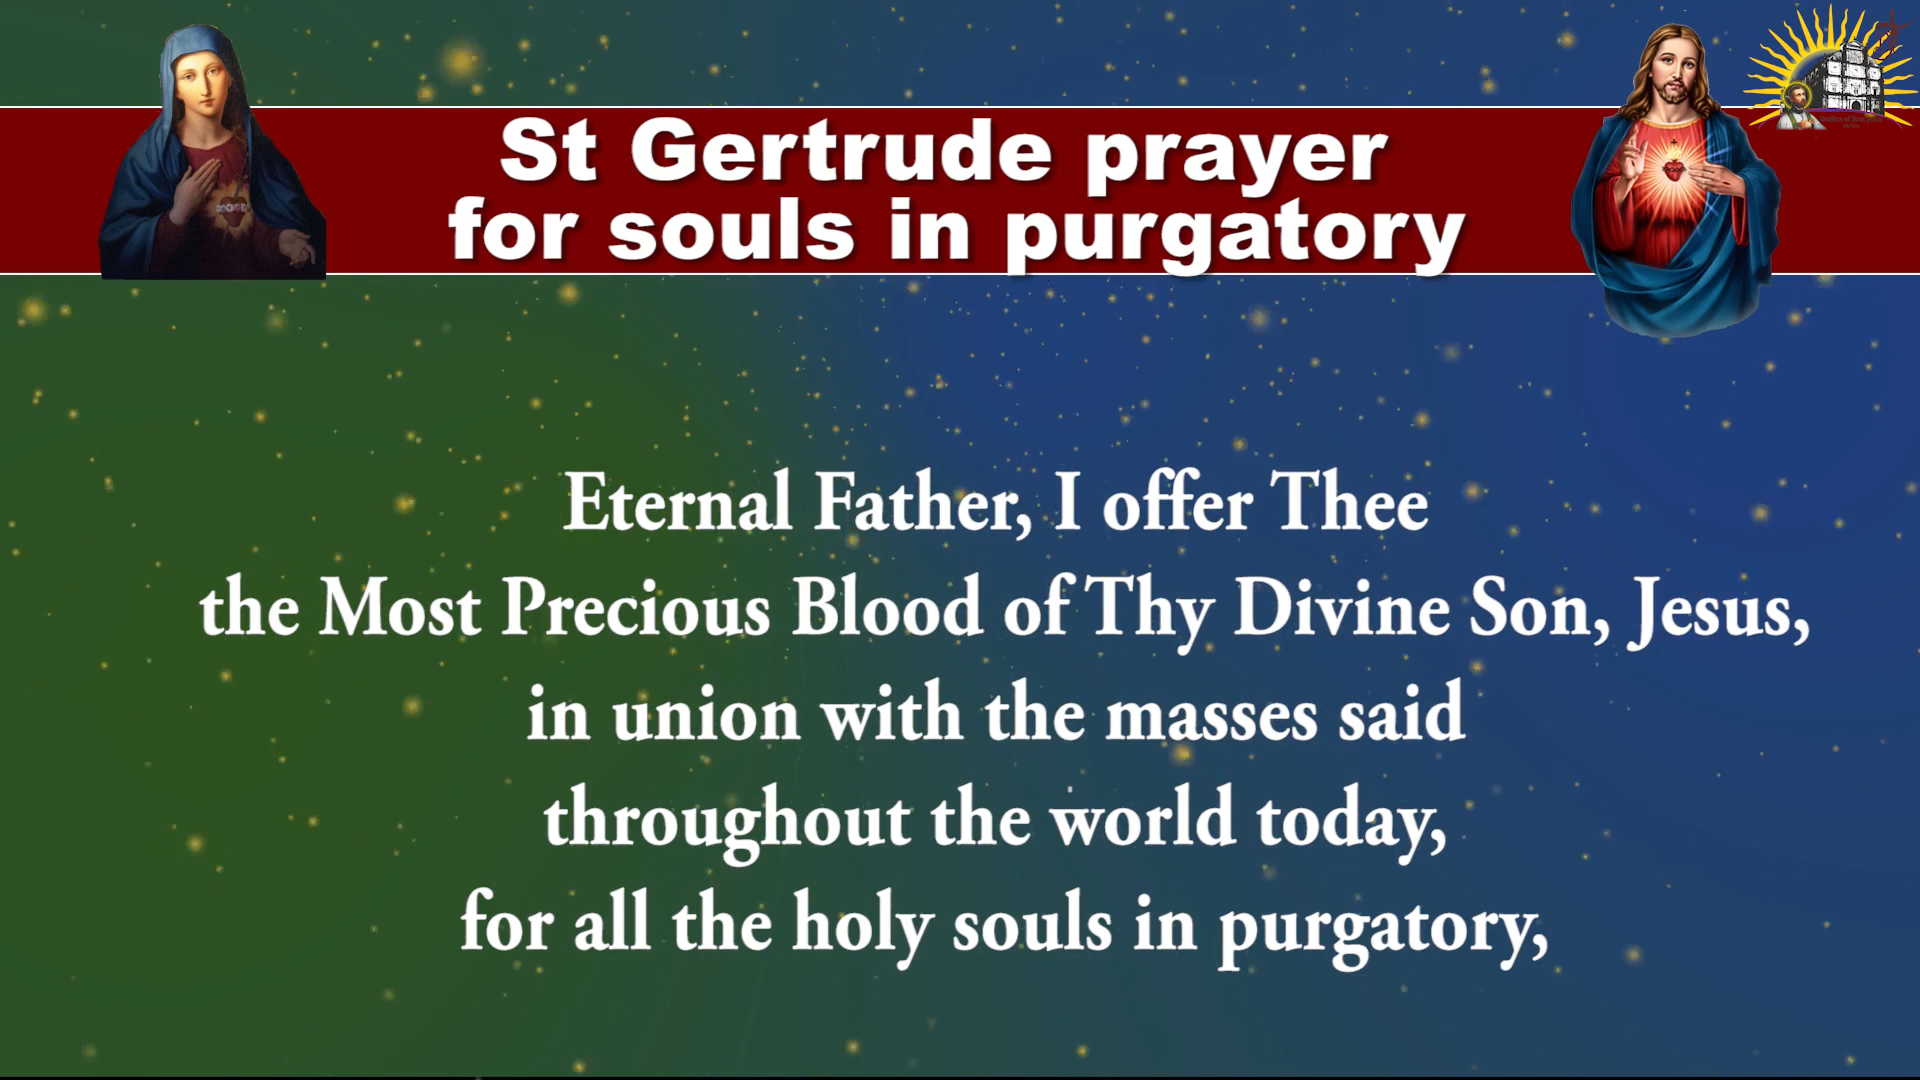 St Gertrude prayer
for souls in purgatory
Eternal Father, I offer Thee
the Most Precious Blood of Thy Divine Son, Jesus,
in union with the masses said
throughout the world today,
for all the holy souls in purgatory,